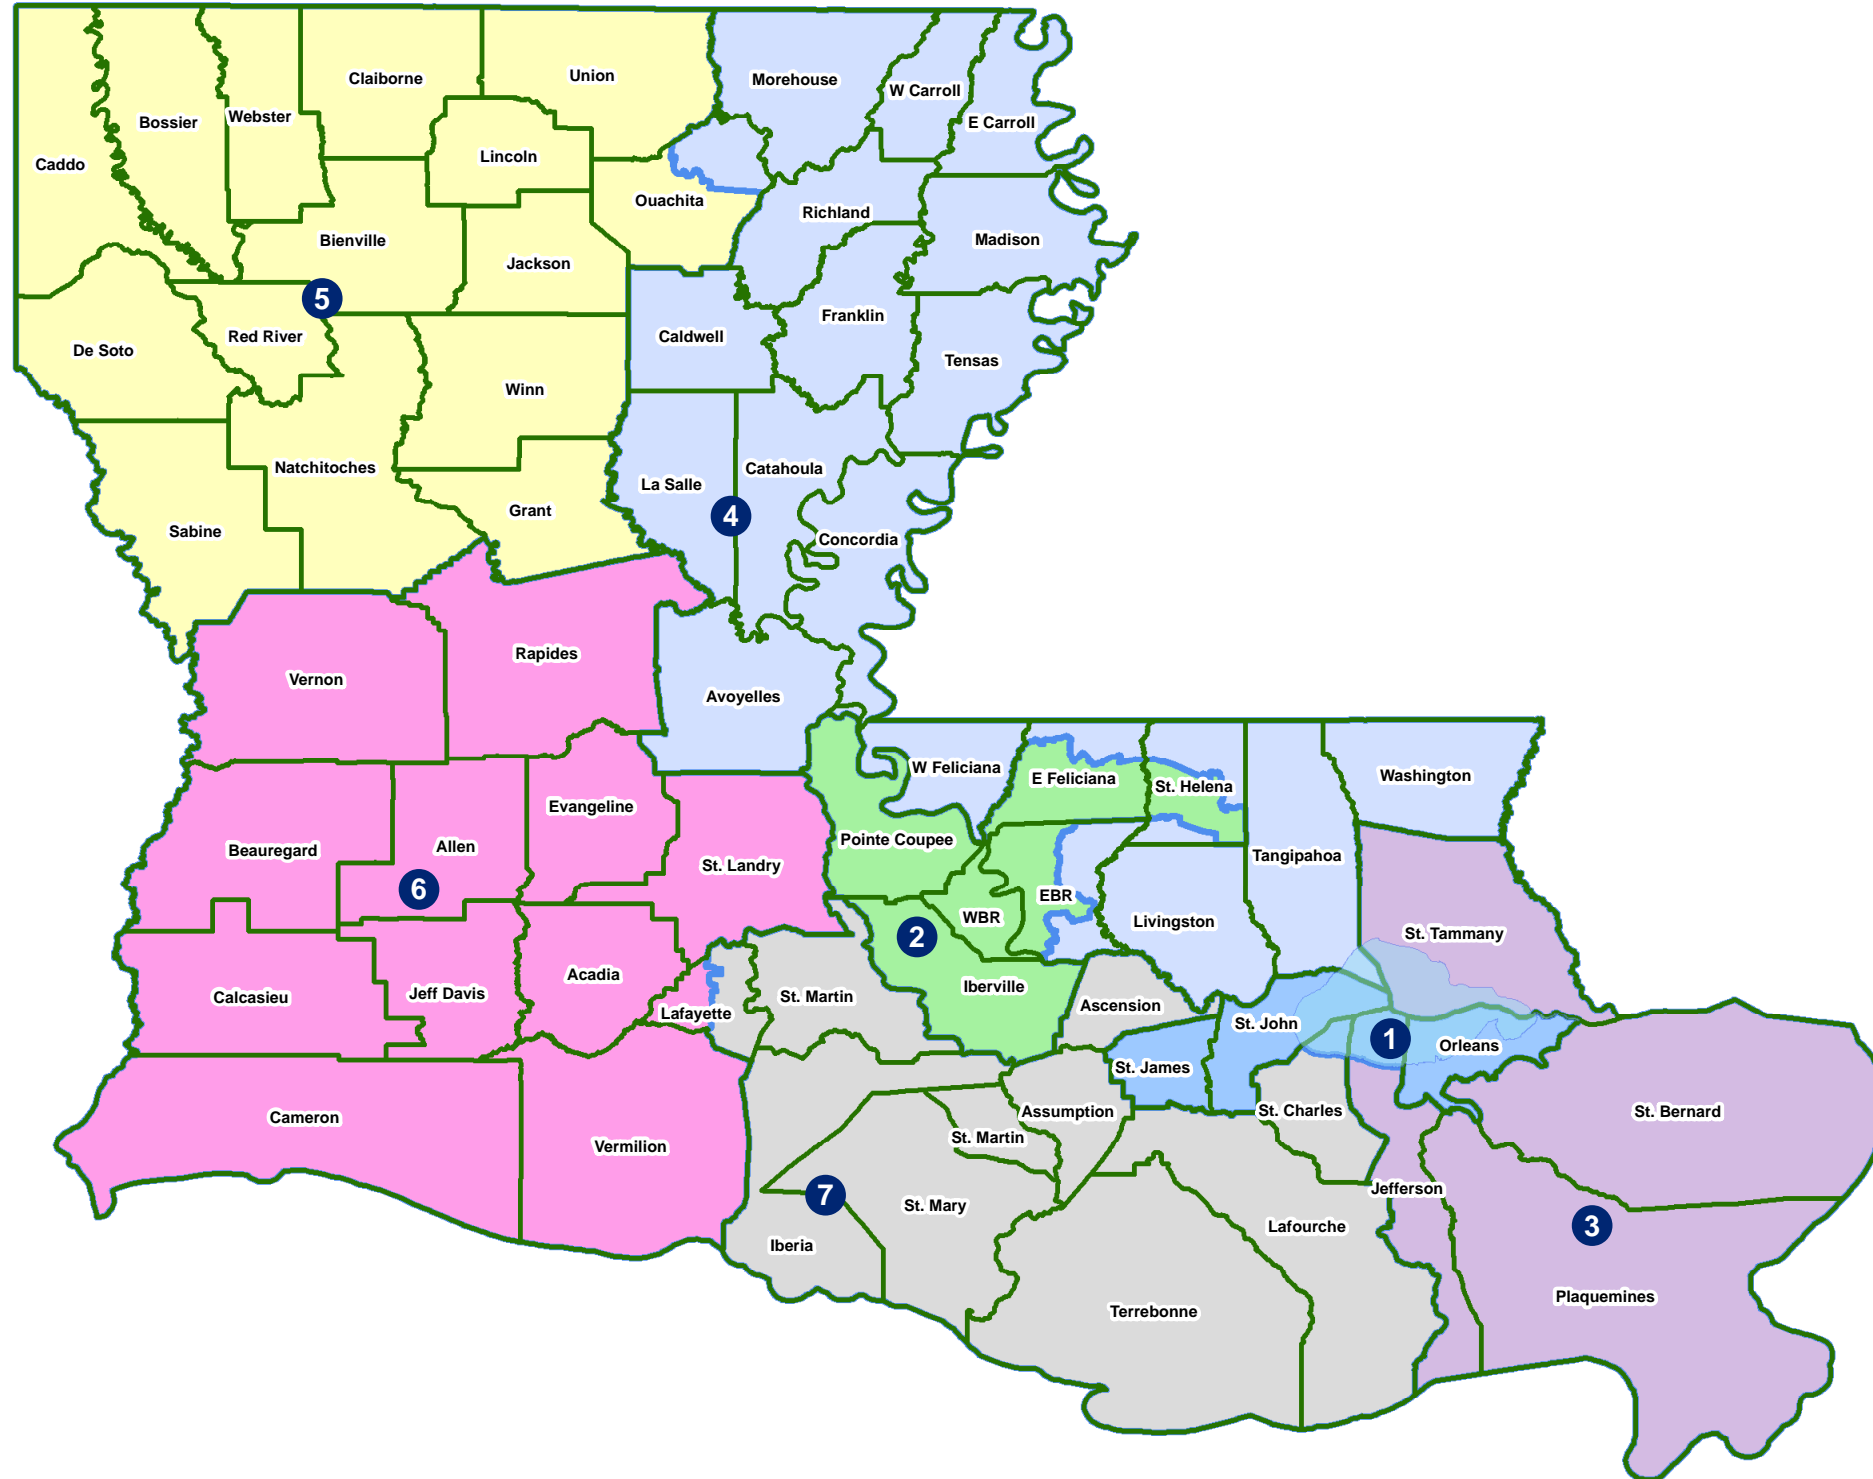 Union
Claiborne
Morehouse
W Carroll
Webster
Bossier
E Carroll
Lincoln
Caddo
Ouachita
Richland
Bienville
Madison
Jackson
5
Franklin
Red River
Caldwell
De Soto
Tensas
Winn
Natchitoches
Catahoula
La Salle
Grant
4
Sabine
Concordia
Rapides
Vernon
Avoyelles
W Feliciana
Washington
E Feliciana
St. Helena
Evangeline
Pointe Coupee
Allen
Beauregard
Tangipahoa
St. Landry
6
EBR
WBR
Livingston
St. Tammany
2
Acadia
Iberville
Jeff Davis
Calcasieu
St. Martin
Ascension
Lafayette
St. John
1
Orleans
St. James
Assumption
St. Charles
St. Bernard
Cameron
St. Martin
Vermilion
Jefferson
7
St. Mary
Lafourche
3
Iberia
Plaquemines
Terrebonne